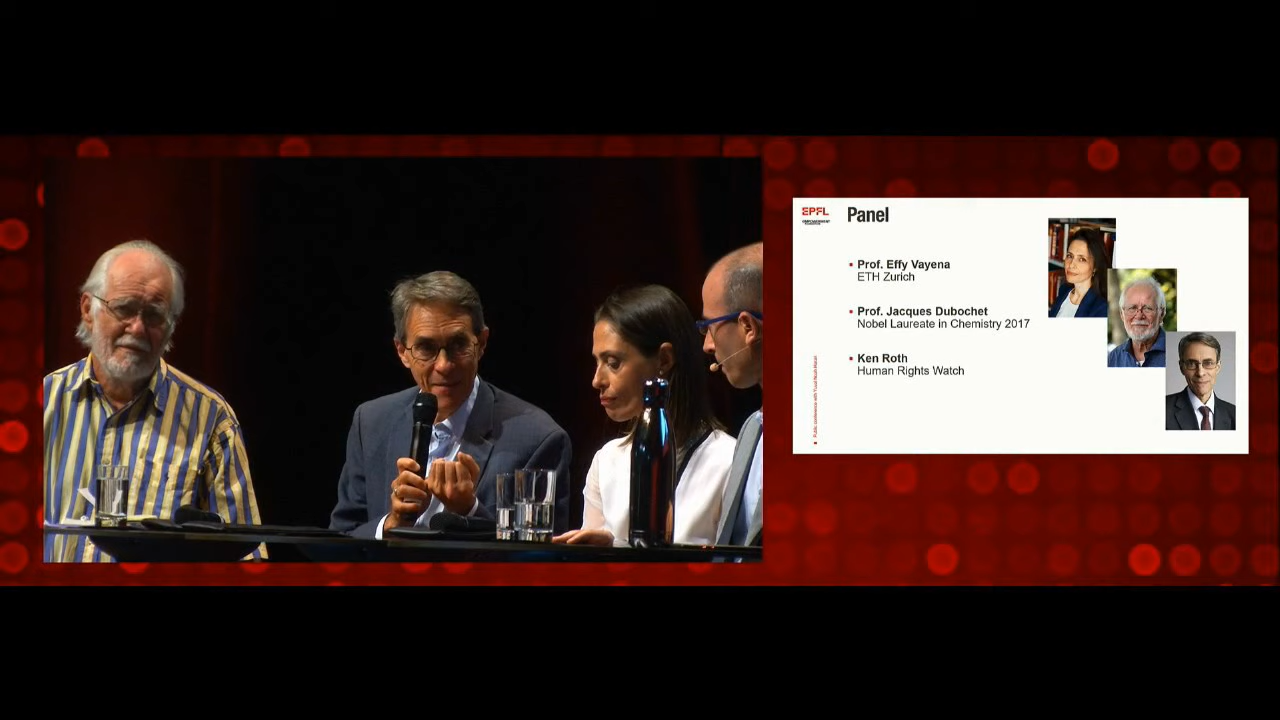 EPFL
Panel
Prof. Effy Vayena
ETH Zurich
Prof. Jacques Dubochet
Nobel Laureate in Chemistry 2017
Ken Roth
Human Rights Watch